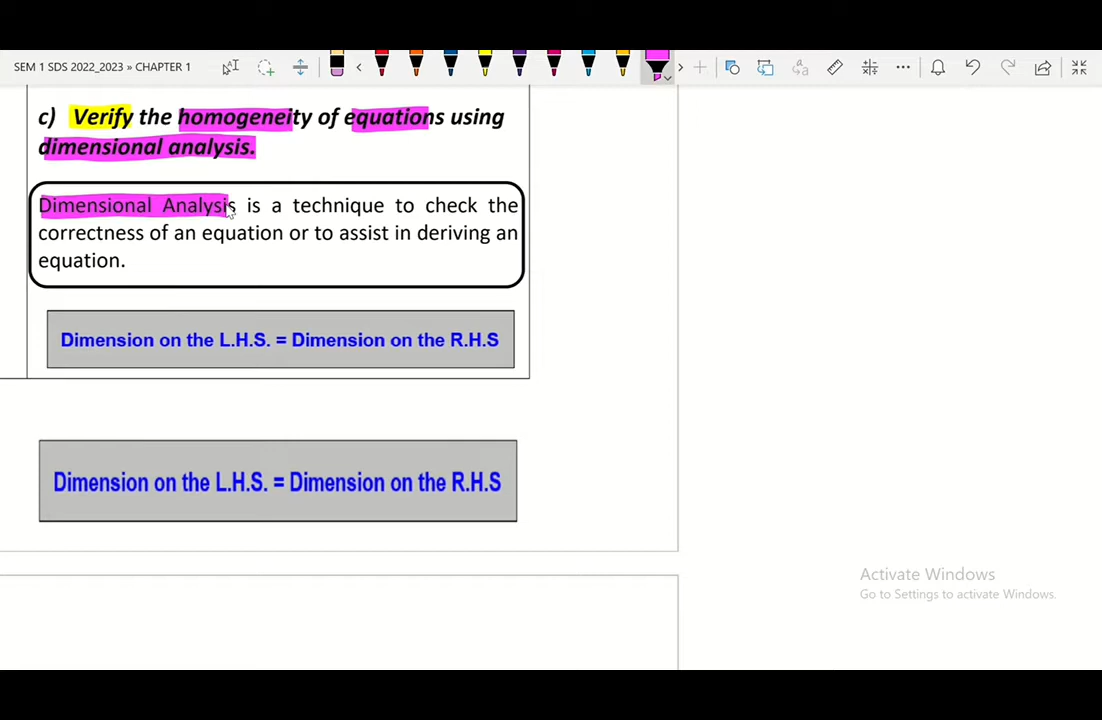 SEM 1 SDS 2022_2023 » CHAPTER 1
c) Verify the homogeneity of equations using
dimensional analysis.
Dimensional Analysis is a technique to check the
correctness of an equation or to assist in deriving an
equation.
Dimension on the L.H.S. = Dimension on the R.H.S
Dimension on the L.H.S. = Dimension on the R.H.S
Activate Windows
Go to Settings to activate Windows.